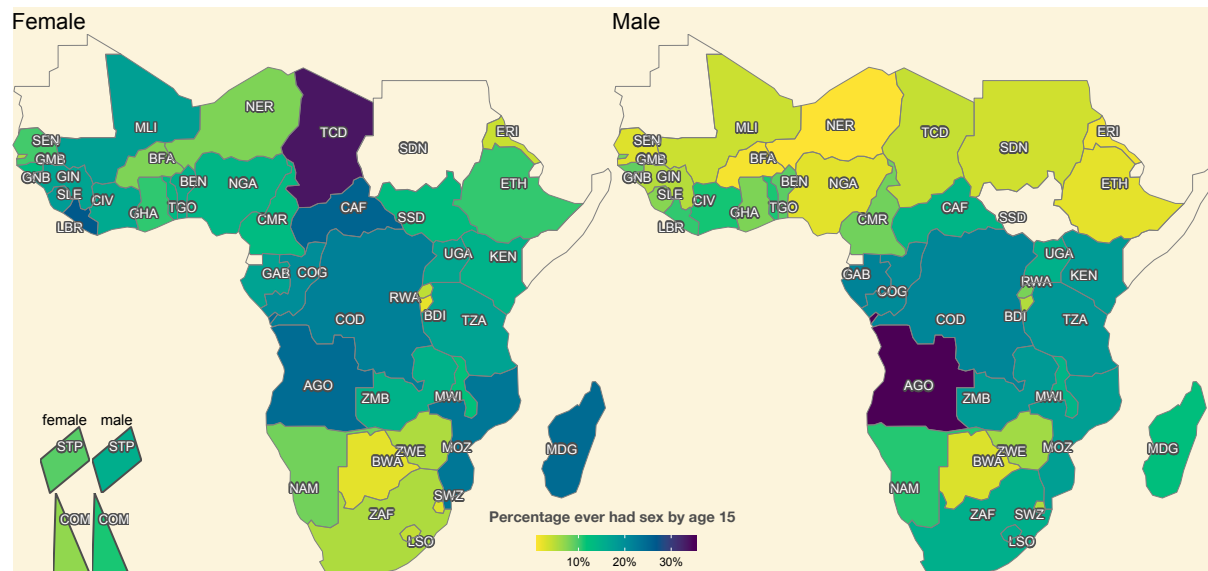 Female
Male
NER
MLI
TCD
ERI
SEN
SDN
GMB
BFA
GNB
GIN
BEN
NGA
ETH
SLE
CIV
GHA
TGO
CAF
SSD
LBR
CMR
UGA
KEN
GAB
COG
RWA
COD
BDI
TZA
AGO
ZMB
MWI
MOZ
MDG
ZWE
BWA
NAM
SWZ
ZAF
LSO
NER
MLI
TCD
ERI
SEN
SDN
GMB
BFA
GNB
GIN
BEN
NGA
ETH
SLE
CIV
GHA
TGO
CAF
SSD
LBR
CMR
UGA
KEN
GAB
COG
RWA
COD
BDI
TZA
AGO
ZMB
MWI
MOZ
MDG
ZWE
BWA
NAM
SWZ
ZAF
LSO
female male
STP STP
COM COM
Percentage ever had sex by age 15
10% 20% 30%